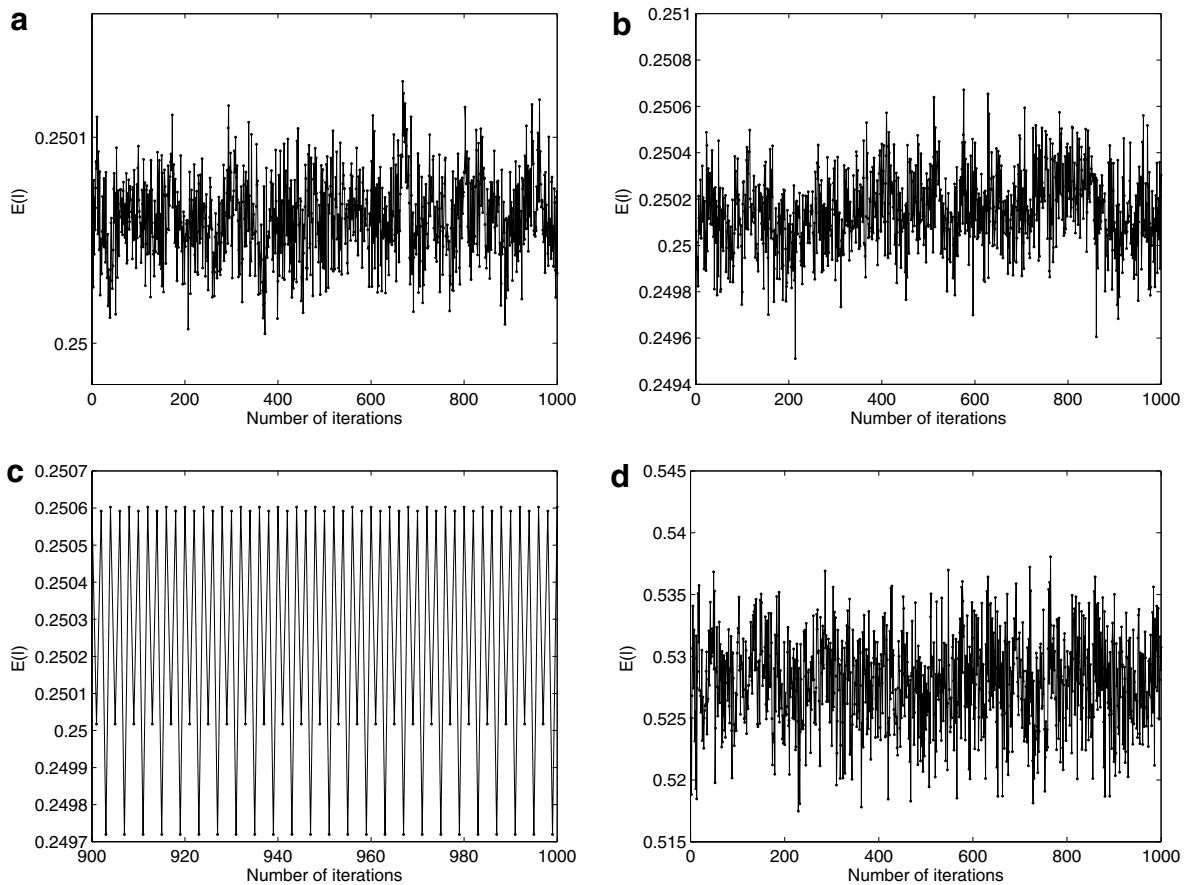 a
0.2501
0.25
E(I)
0 200 400 600 800 1000
Number of iterations
b
0.251
0.2508
0.2506
0.2504
0.2502
0.25
0.2498
0.2496
0.2494
E(I)
0 200 400 600 800 1000
Number of iterations
c
0.2507
0.2506
0.2505
0.2504
0.2503
0.2502
0.2501
0.25
0.2499
0.2498
0.2497
E(I)
900 920 940 960 980 1000
Number of iterations
d
0.545
0.54
0.535
0.53
0.525
0.52
0.515
E(I)
0 200 400 600 800 1000
Number of iterations